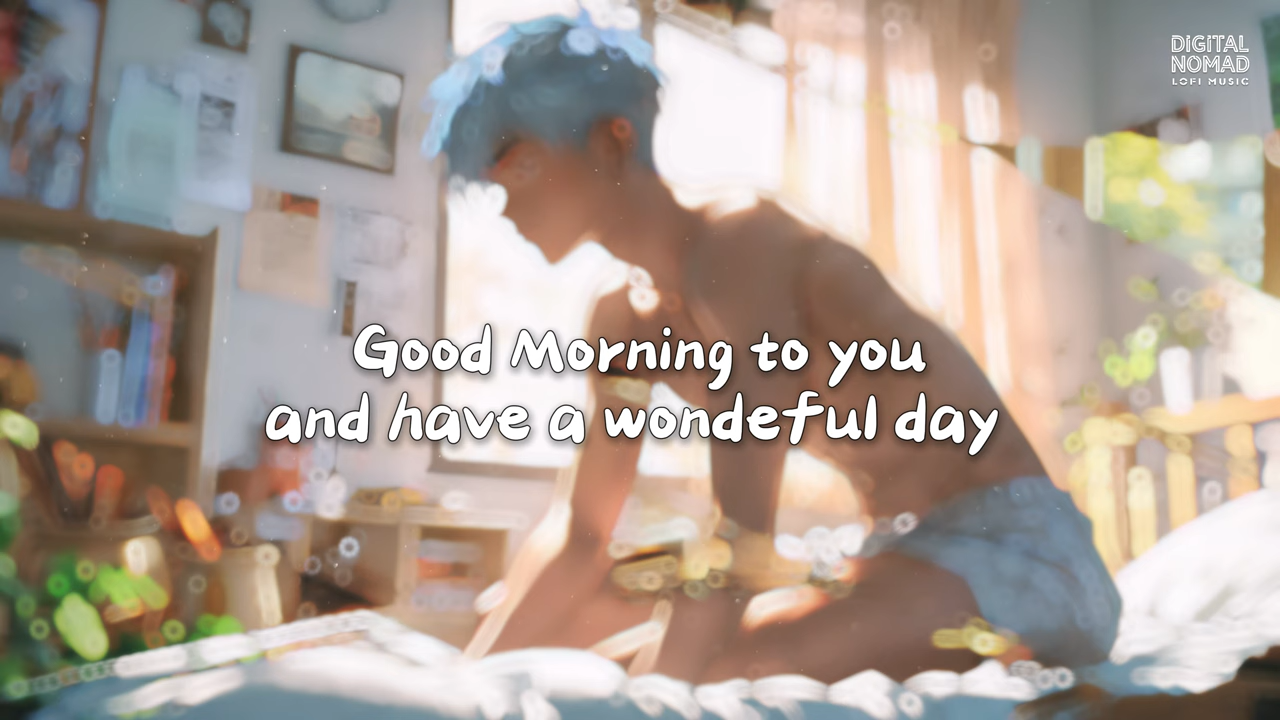 DIGITAL
NOMAD
LOFI MUSIC
Good Morning to you
and have a wondeful day